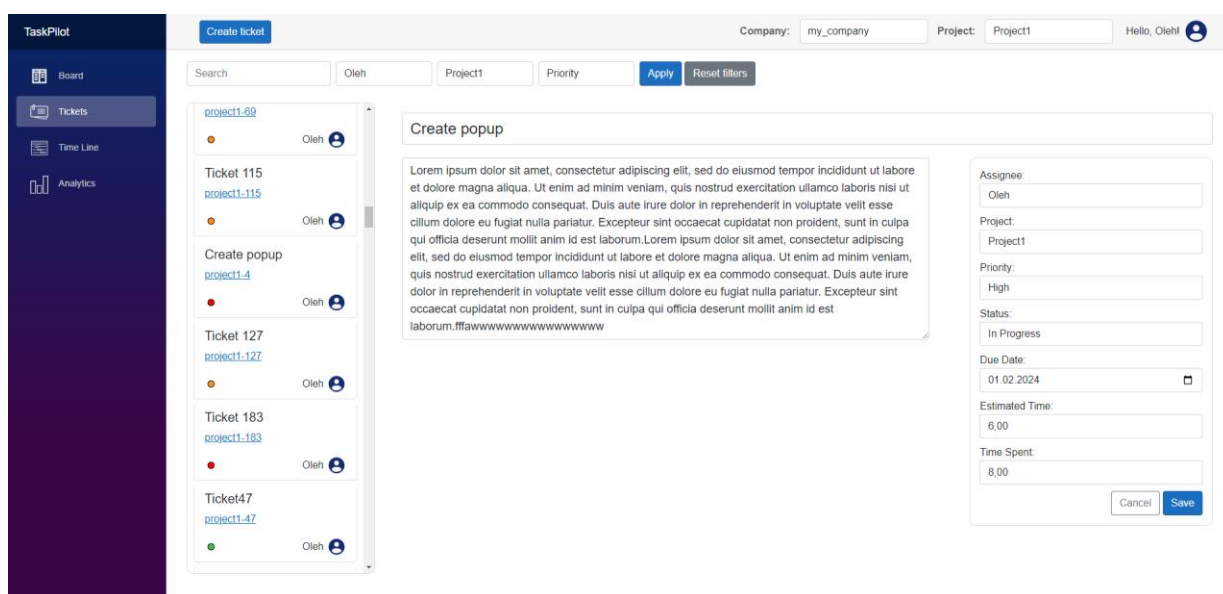 TaskPilot
Create ticket
Company: my_company Project: Project1 Hello, Oleh!
Board
Tickets
Time Line
Analytics
Search Oleh Project1 Priority Apply Reset filters
project1-69
Oleh
Ticket 115
project1-115
Oleh
Create popup
project1-4
Oleh
Ticket 127
project1-127
Oleh
Ticket 183
project1-183
Oleh
Ticket47
project1-47
Oleh
Create popup
Lorem ipsum dolor sit amet, consectetur adipiscing elit, sed do eiusmod tempor incididunt ut labore
et dolore magna aliqua. Ut enim ad minim veniam, quis nostrud exercitation ullamco laboris nisi ut
aliquip ex ea commodo consequat. Duis aute irure dolor in reprehenderit in voluptate velit esse
cillum dolore eu fugiat nulla pariatur. Excepteur sint occaecat cupidatat non proident, sunt in culpa
qui officia deserunt mollit anim id est laborum.Lorem ipsum dolor sit amet, consectetur adipiscing
elit, sed do eiusmod tempor incididunt ut labore et dolore magna aliqua. Ut enim ad minim veniam,
quis nostrud exercitation ullamco laboris nisi ut aliquip ex ea commodo consequat. Duis aute irure
dolor in reprehenderit in voluptate velit esse cillum dolore eu fugiat nulla pariatur. Excepteur sint
occaecat cupidatat non proident, sunt in culpa qui officia deserunt mollit anim id est
laborum.fffawwwwwwwwwwwwwwwww
Assignee:
Oleh
Project:
Project1
Priority:
High
Status:
In Progress
Due Date:
01.02.2024
Estimated Time:
6,00
Time Spent:
8,00
Cancel Save